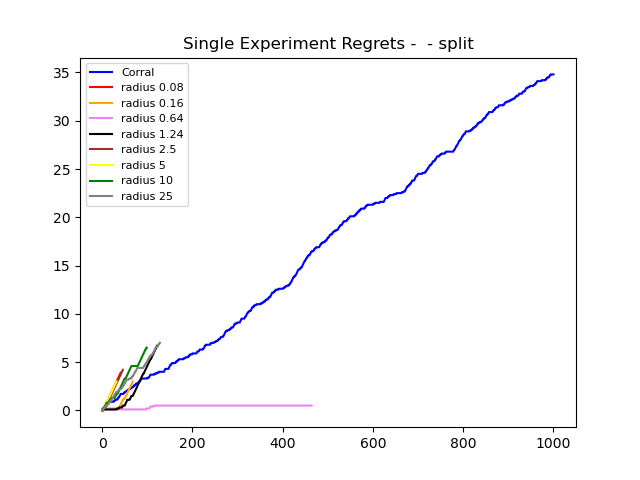 Single Experiment Regrets -  - split
35
30
25
20
15
10
5
0
Corral
radius 0.08
radius 0.16
radius 0.64
radius 1.24
radius 2.5
radius 5
radius 10
radius 25
0 200 400 600 800 1000